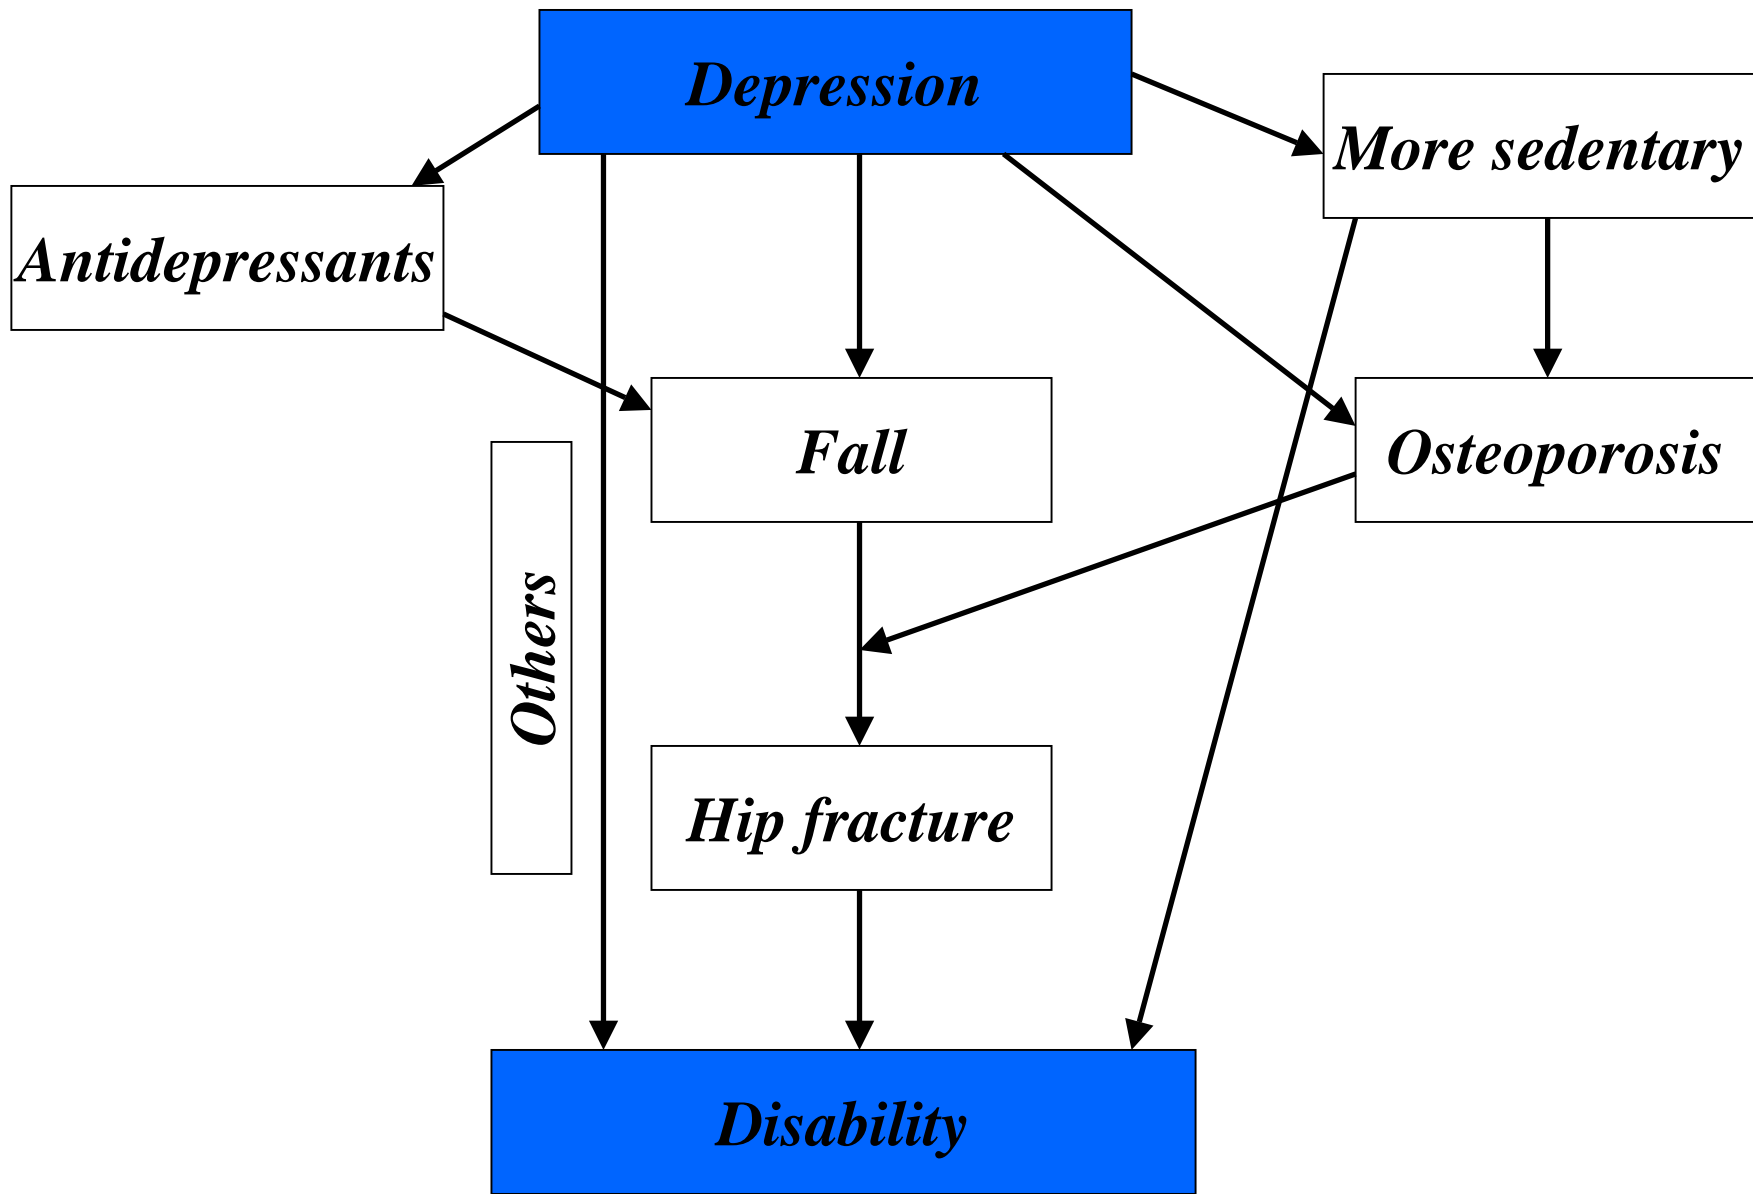 Depression
More sedentary
Antidepressants
Fall
Osteoporosis
Others
Hip fracture
Disability